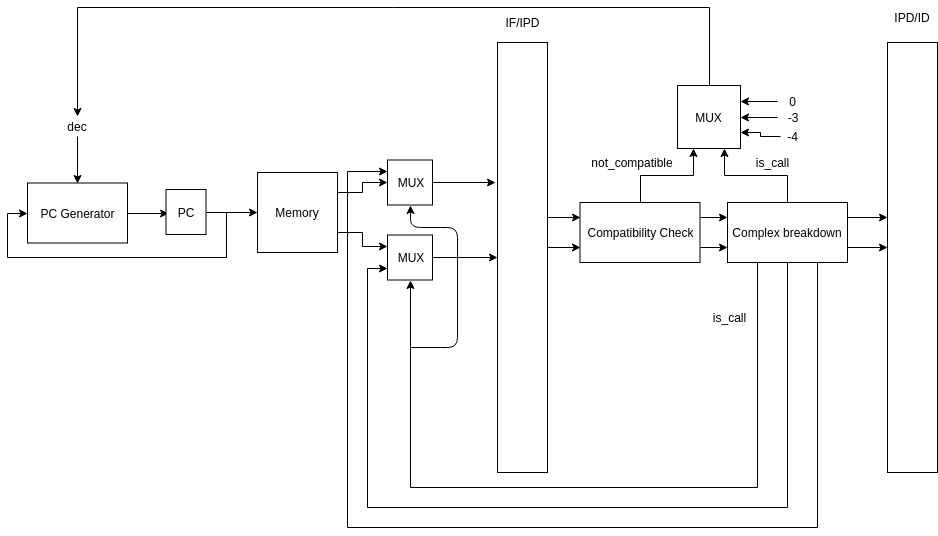 IF/IPD
IPD/ID
dec
MUX
0
-3
-4
not_compatible
is_call
PC Generator
PC
Memory
MUX
MUX
Compatibility Check
Complex breakdown
is_call